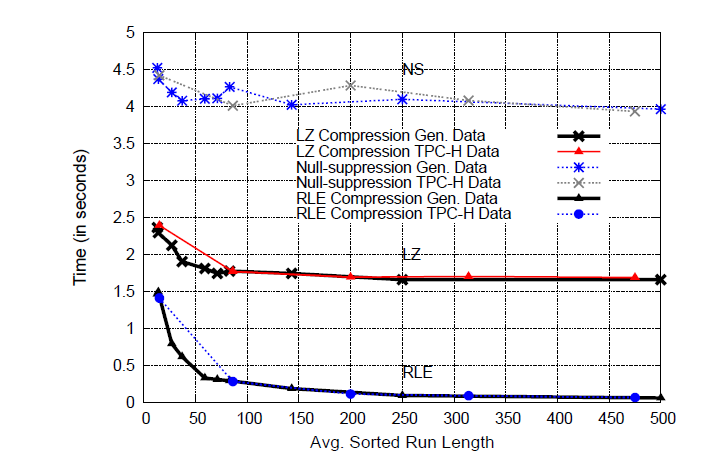 5
4.5
NS
4
3.5
LZ Compression Gen. Data
LZ Compression TPC-H Data
Null-suppression Gen. Data
Null-suppression TPC-H Data
RLE Compression Gen. Data
RLE Compression TPC-H Data
3
2.5
2
LZ
1.5
1
0.5
RLE
0
Time (in seconds)
0 50 100 150 200 250 300 350 400 450 500
Avg. Sorted Run Length